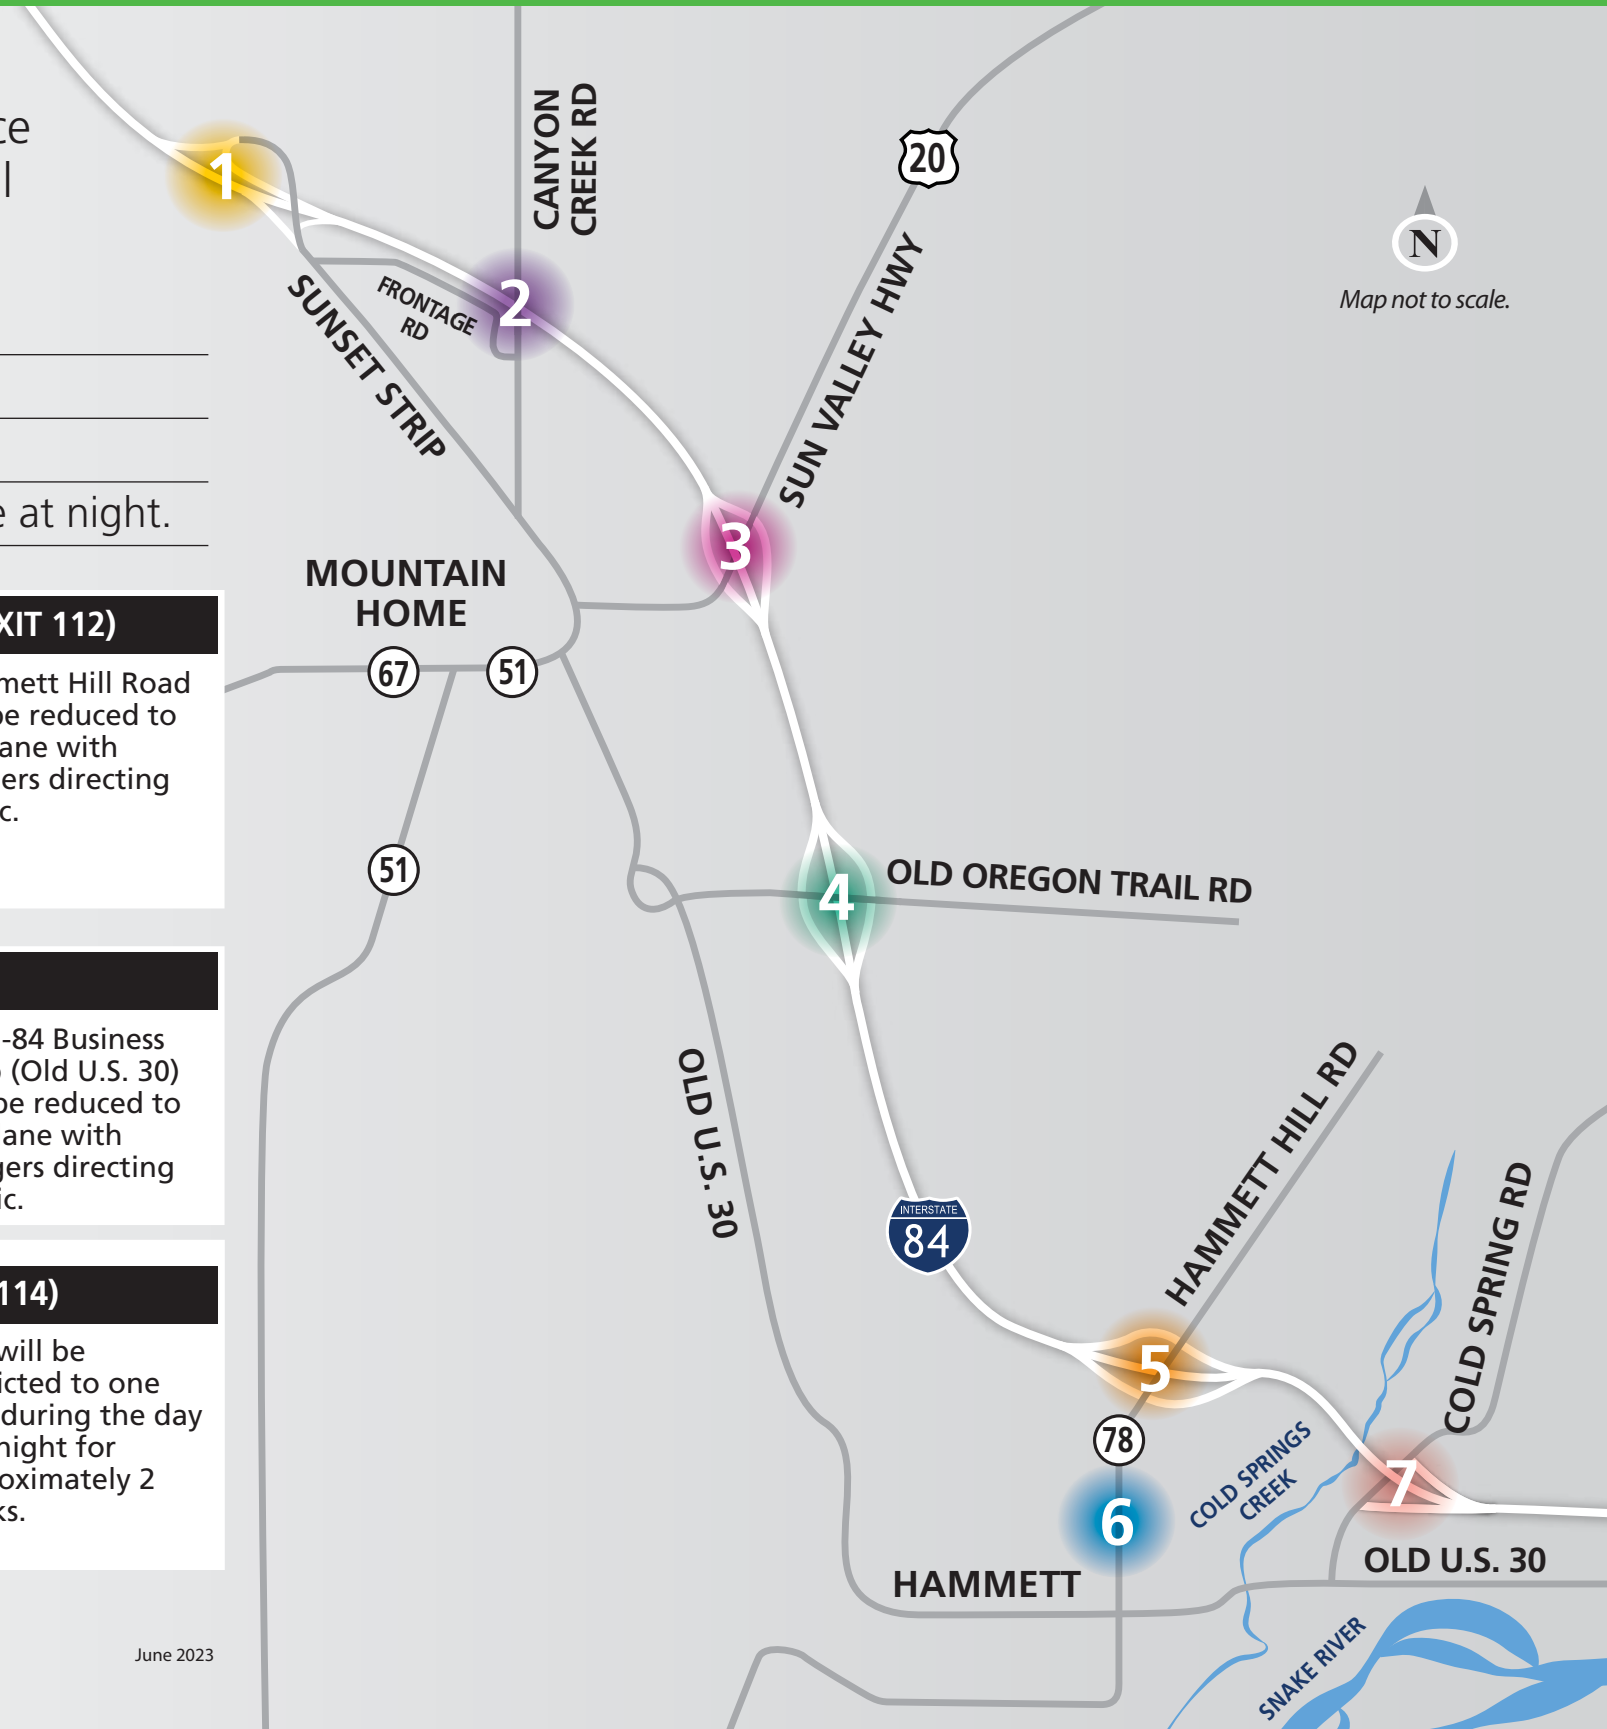 ce
l
e at night.
XIT 112)
mett Hill Road
be reduced to
ane with
ers directing
c.
-84 Business
(Old U.S. 30)
be reduced to
lane with
gers directing
ic.
114)
will be
icted to one
during the day
night for
oximately 2
ks.
June 2023
1
CANYON
CREEK RD
20
N
Map not to scale.
2
FRONTAGE
RD
SUNSET STRIP
SUN VALLEY HWY
3
MOUNTAIN
HOME
67
51
51
4
OLD OREGON TRAIL RD
OLD U.S. 30
INTERSTATE
84
HAMMETT HILL RD
COLD SPRING RD
5
78
COLD SPRINGS
CREEK
7
6
HAMMETT
OLD U.S. 30
SNAKE RIVER